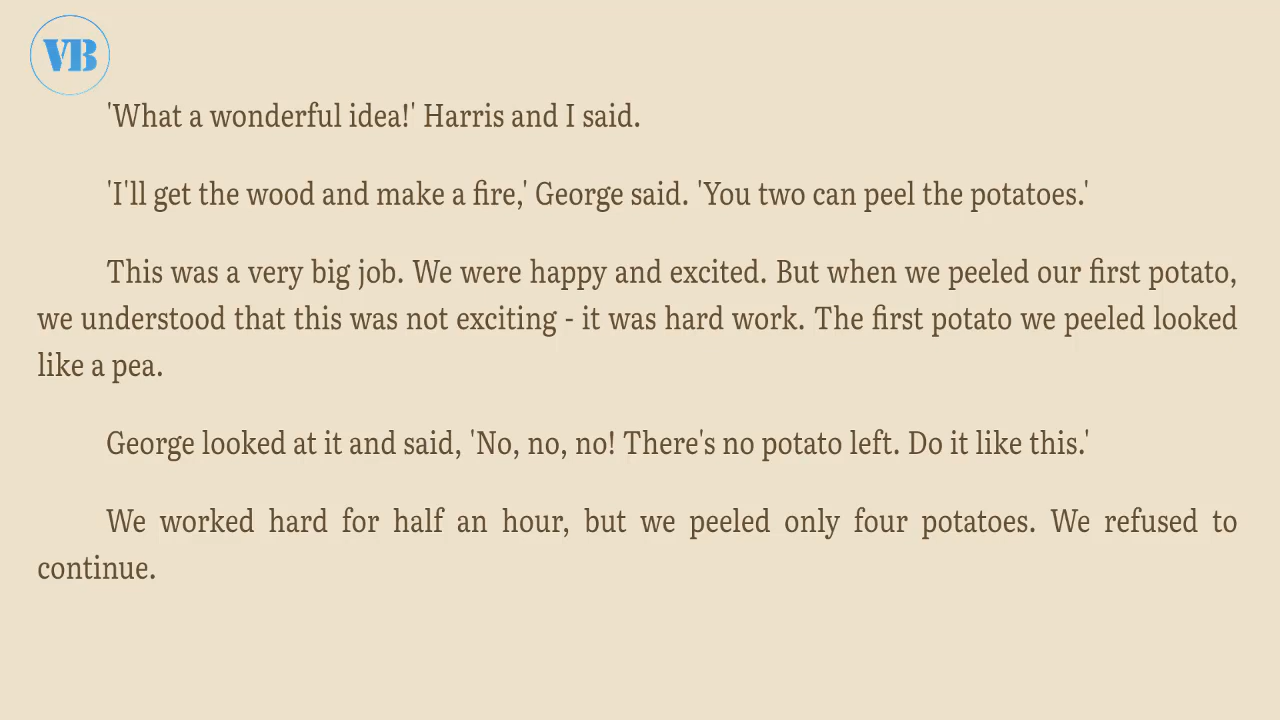 VB
'What a wonderful idea!' Harris and I said.
'I'll get the wood and make a fire,' George said. 'You two can peel the potatoes.'
This was a very big job. We were happy and excited. But when we peeled our first potato,
we understood that this was not exciting - it was hard work. The first potato we peeled looked
like a pea.
George looked at it and said, 'No, no, no! There's no potato left. Do it like this.'
We worked hard for half an hour, but we peeled only four potatoes. We refused to
continue.